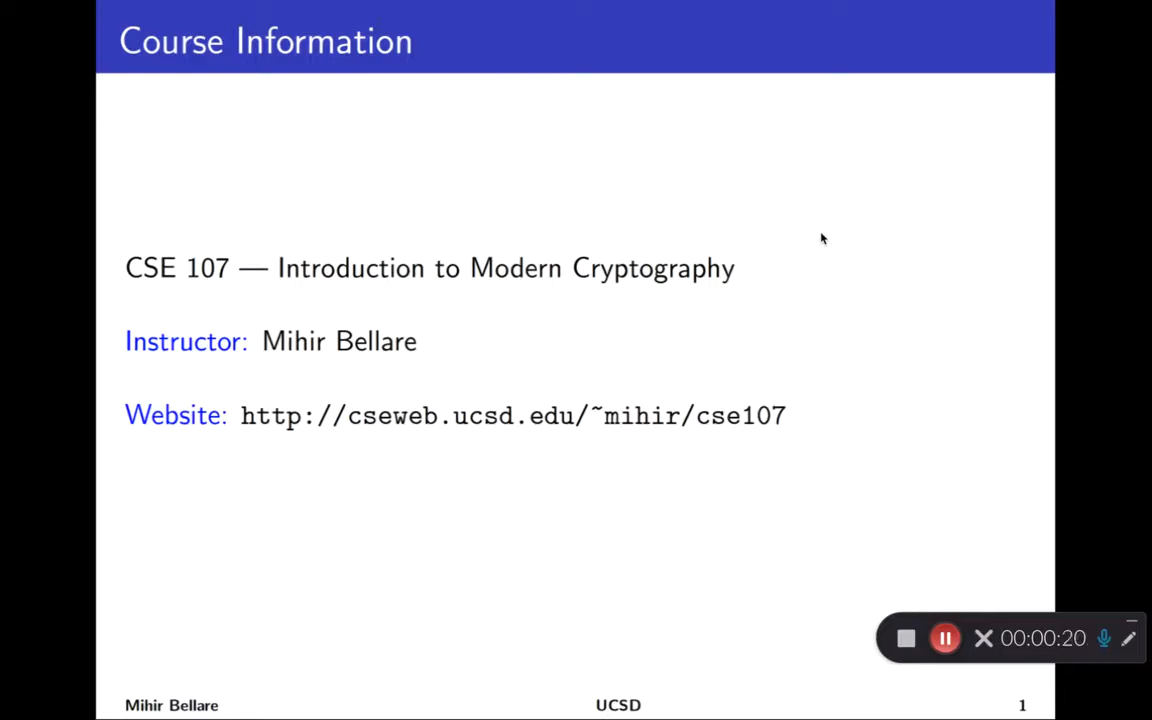 Course Information
CSE 107 — Introduction to Modern Cryptography
Instructor: Mihir Bellare
Website: http://cseweb.ucsd.edu/~mihir/cse107
00:00:20
Mihir Bellare UCSD 1